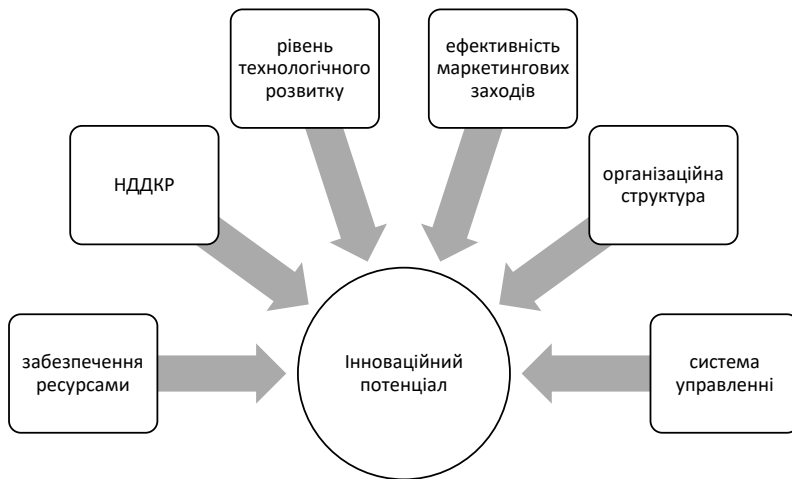 рівень
технологічного
розвитку
ефективність
маркетингових
заходів
НДДКР
організаційна
структура
забезпечення
ресурсами
Інноваційний
потенціал
система
управленні